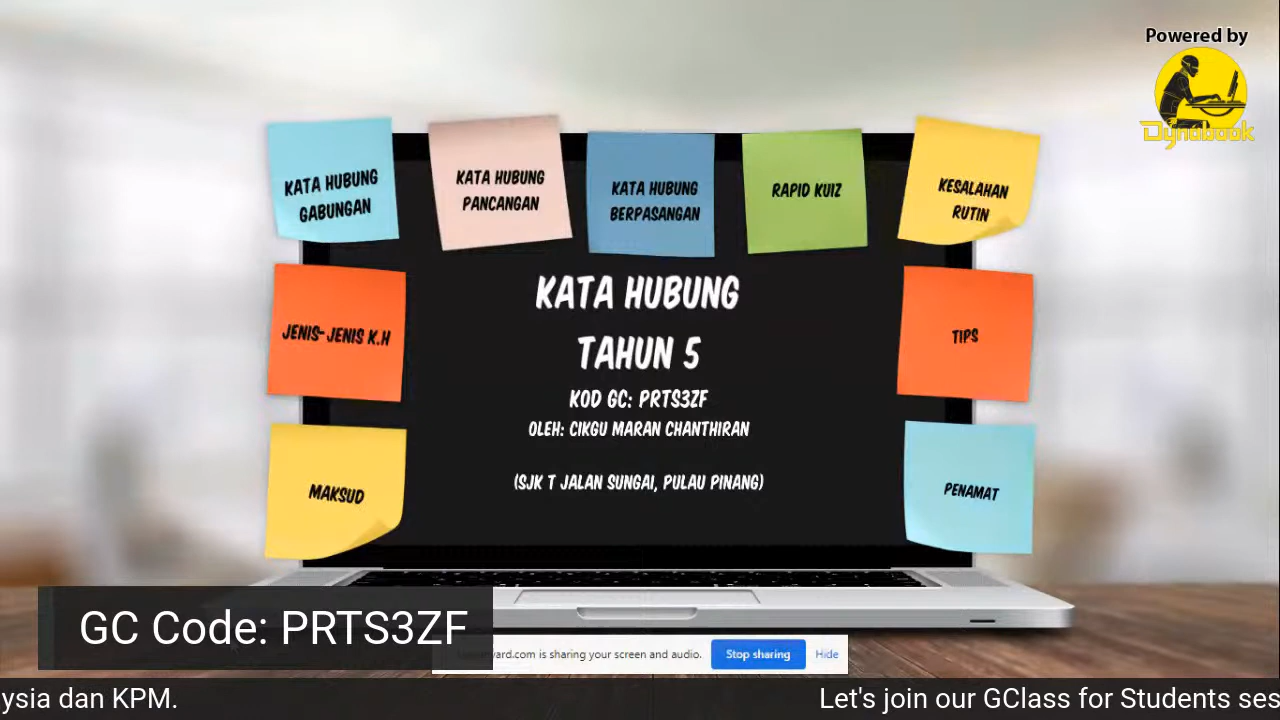 Powered by
Dynabook
KATA HUBUNG
GABUNGAN
KATA HUBUNG
PANCANGAN
KATA HUBUNG
BERPASANGAN
RAPID KUIZ
KESALAHAN
RUTIN
JENIS-JENIS K.H
KATA HUBUNG
TAHUN 5
KOD GC: PRTS3ZF
OLEH: CIKGU MARAN CHANTHIRAN
(SJK T JALAN SUNGAI, PULAU PINANG)
TIPS
MAKSUD
PENAMAT
GC Code: PRTS3ZF
yard.com is sharing your screen and audio. Stop sharing Hide
ysia dan KPM. Let's join our GClass for Students ses